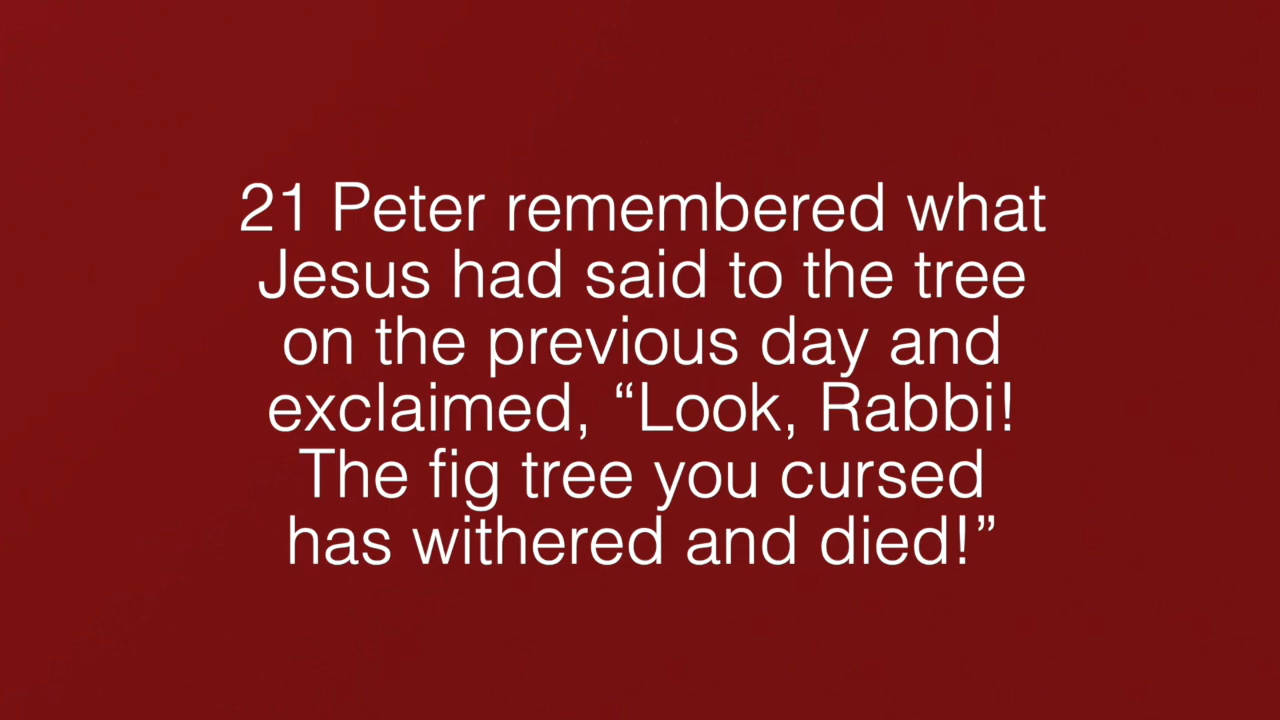 21 Peter remembered what
Jesus had said to the tree
on the previous day and
exclaimed, “Look, Rabbi!
The fig tree you cursed
has withered and died!”